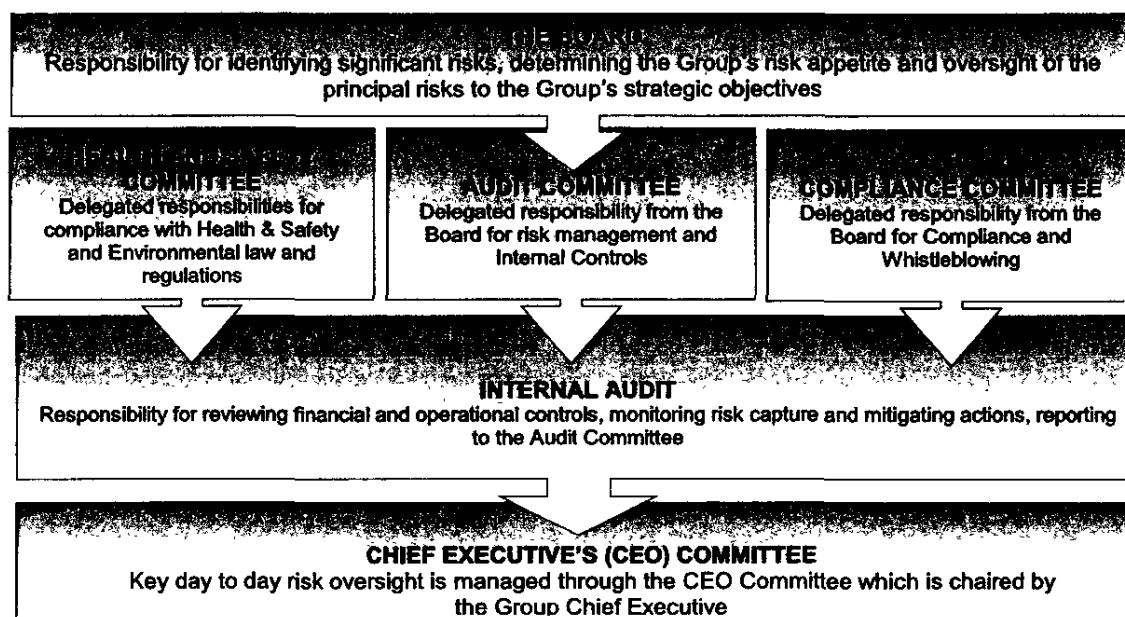 THE BOARD
Responsibility for identifying significant risks, determining the Group's risk appetite and oversight of the
principal risks to the Group's strategic objectives
HEALTH AND SAFETY
COMMITTEE
Delegated responsibilities for
compliance with Health & Safety
and Environmental law and
regulations
AUDIT COMMITTEE
Delegated responsibility from the
Board for risk management and
Internal Controls
COMPLIANCE COMMITTEE
Delegated responsibility from the
Board for Compliance and
Whistleblowing
INTERNAL AUDIT
Responsibility for reviewing financial and operational controls, monitoring risk capture and mitigating actions, reporting
to the Audit Committee
CHIEF EXECUTIVE'S (CEO) COMMITTEE
Key day to day risk oversight is managed through the CEO Committee which is chaired by
the Group Chief Executive